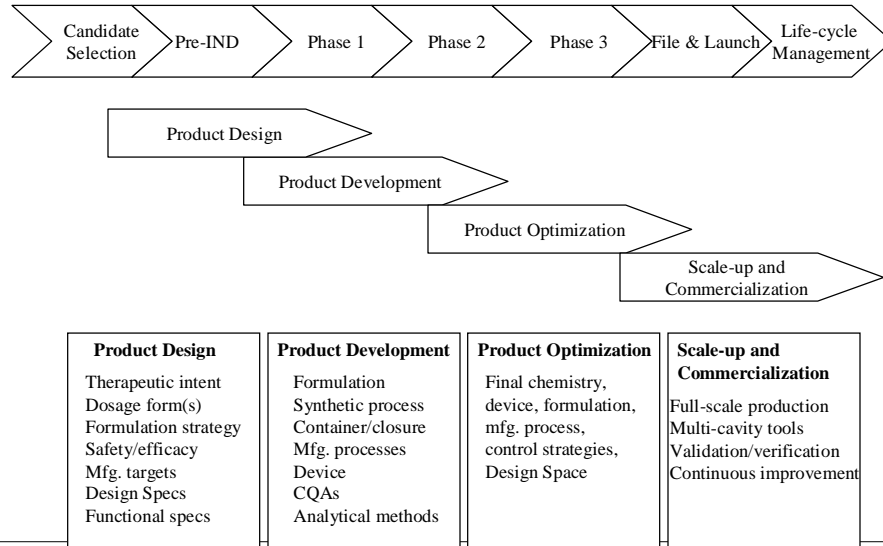 Candidate
Selection
Pre-IND
Phase 1
Phase 2
Phase 3
File & Launch
Life-cycle
Management
Product Design
Product Development
Product Optimization
Scale-up and
Commercialization
Product Design
Therapeutic intent
Dosage form(s)
Formulation strategy
Safety/efficacy
Mfg. targets
Design Specs
Functional specs
Product Development
Formulation
Synthetic process
Container/closure
Mfg. processes
Device
CQAs
Analytical methods
Product Optimization
Final chemistry,
device, formulation,
mfg. process,
control strategies,
Design Space
Scale-up and
Commercialization
Full-scale production
Multi-cavity tools
Validation/verification
Continuous improvement